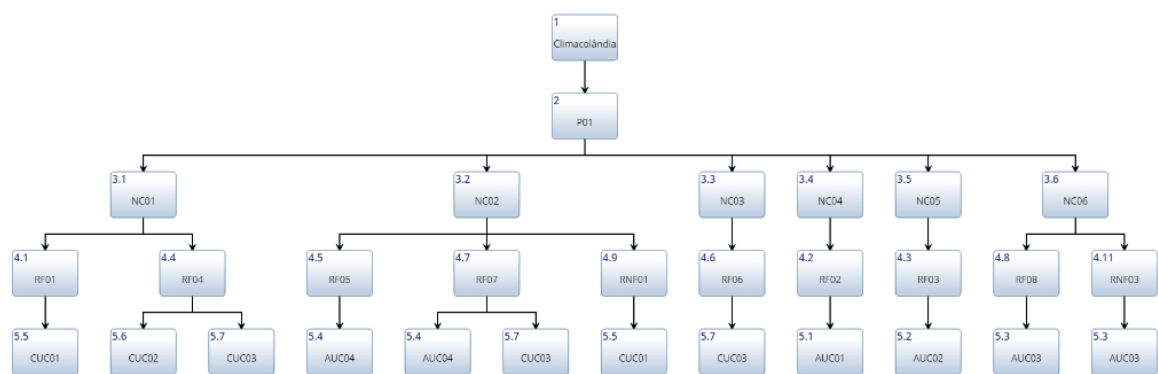 1
Climacolândia
2
P01
3.1
NC01
3.2
NC02
3.3
NC03
3.4
NC04
3.5
NC05
3.6
NC06
4.1
RF01
4.4
RF04
4.5
RF05
4.7
RF07
4.9
RNF01
4.6
RF06
4.2
RF02
4.3
RF03
4.8
RF08
4.11
RNF03
5.5
CUC01
5.6
CUC02
5.7
CUC03
5.4
AUC04
5.4
AUC04
5.7
CUC03
5.5
CUC01
5.7
CUC03
5.1
AUC01
5.2
AUC02
5.3
AUC03
5.3
AUC03